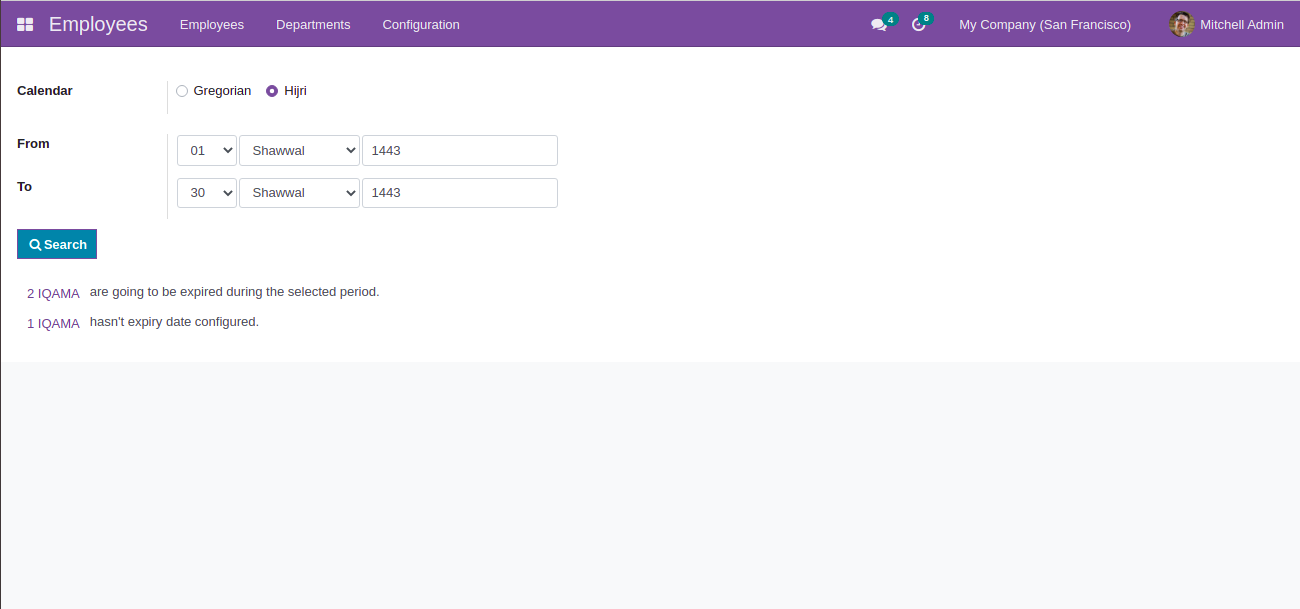 Employees Employees Departments Configuration 4 8 My Company (San Francisco) Mitchell Admin
Calendar Gregorian Hijri
From 01 Shawwal 1443
To 30 Shawwal 1443
Search
2 IQAMA are going to be expired during the selected period.
1 IQAMA hasn't expiry date configured.